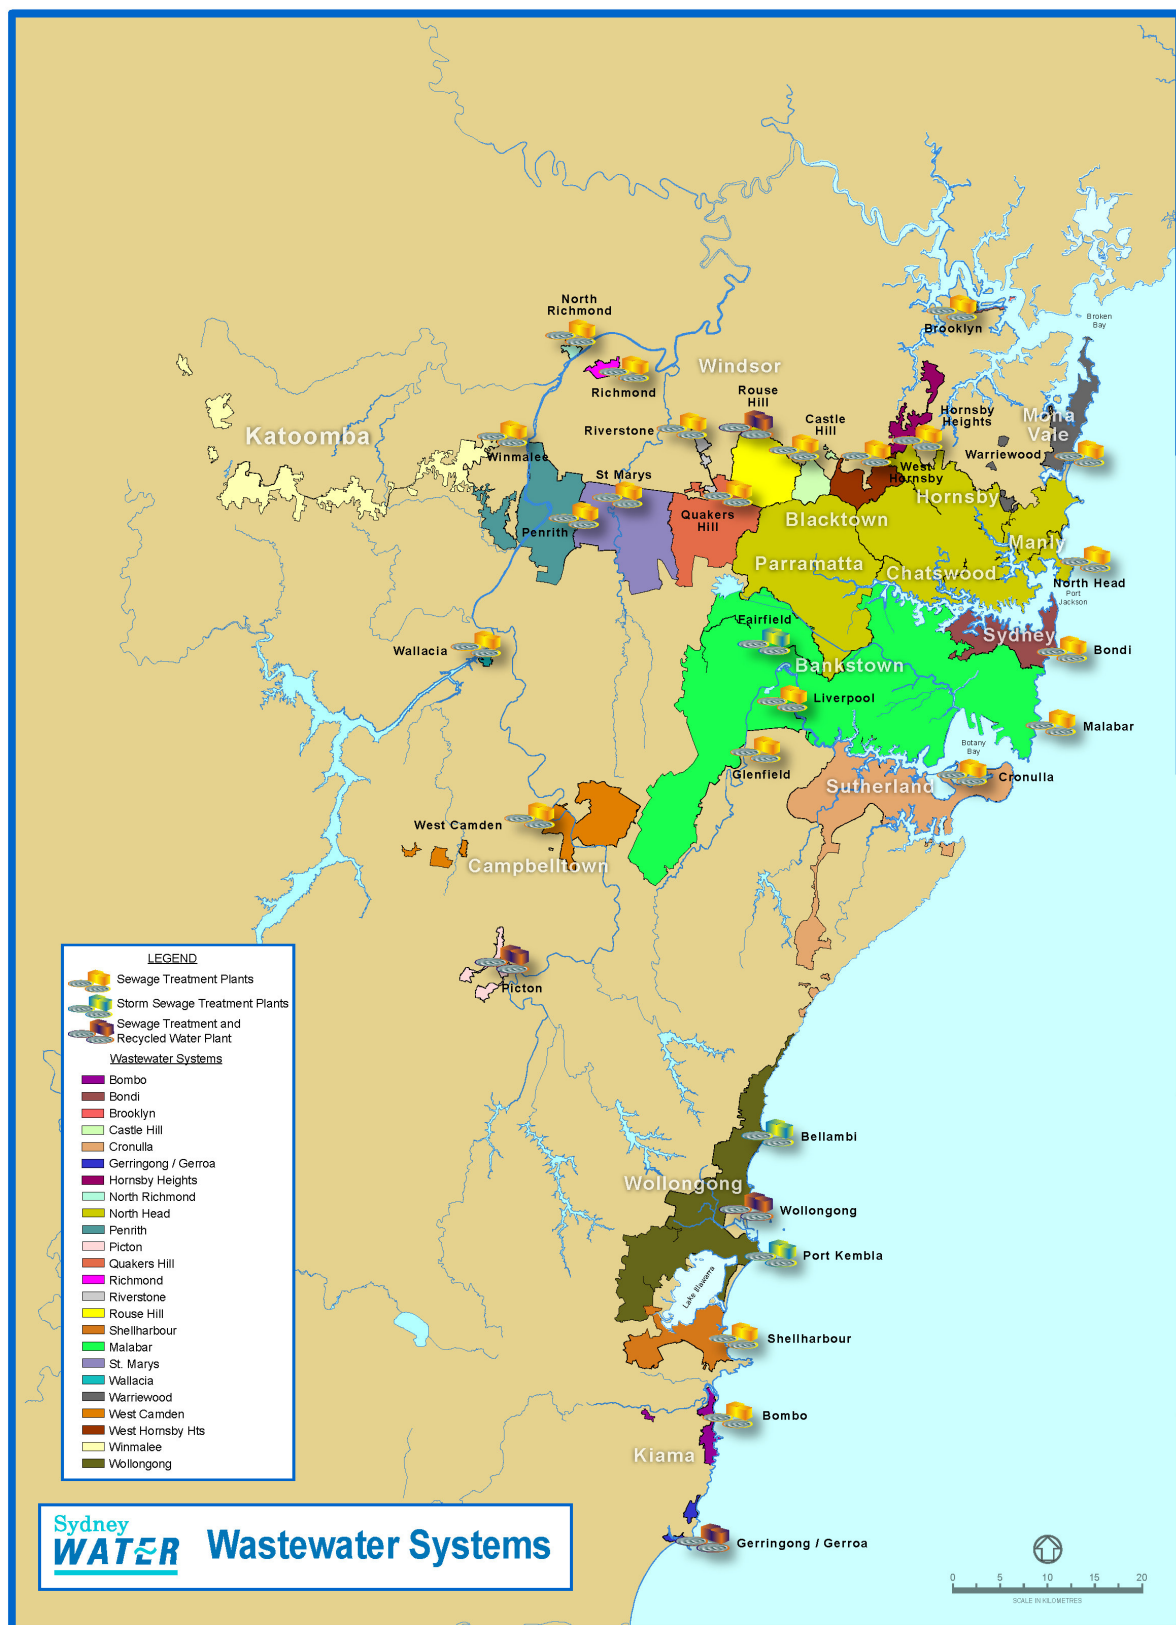 North
Richmond
Brooklyn
Broken
Bay
Windsor
Richmond
Rouse
Hill
Castle
Hill
Hornsby
Heights
Mona
Vale
Katoomba
Riverstone
Winmalee
Warriewood
West
Hornsby
St Marys
Hornsby
Quakers
Hill
Blacktown
Penrith
Manly
Parramatta
Chatswood
North Head
Port
Jackson
Fairfield
Sydney
Wallacia
Bondi
Bankstown
Liverpool
Malabar
Botany
Bay
Glenfield
Cronulla
Sutherland
West Camden
Campbelltown
Picton
LEGEND
Sewage Treatment Plants
Storm Sewage Treatment Plants
Sewage Treatment and
Recycled Water Plant
Wastewater Systems
Bombo
Bondi
Brooklyn
Castle Hill
Cronulla
Gerringong / Gerroa
Hornsby Heights
North Richmond
North Head
Penrith
Picton
Quakers Hill
Richmond
Riverstone
Rouse Hill
Shellharbour
Malabar
St. Marys
Wallacia
Warriewood
West Camden
West Hornsby Hts
Winmalee
Wollongong
Bellambi
Wollongong
Wollongong
Port Kembla
Lake Illawarra
Shellharbour
Bombo
Kiama
Gerringong / Gerroa
Sydney
WATER
Wastewater Systems
0 5 10 15 20
SCALE IN KILOMETRES